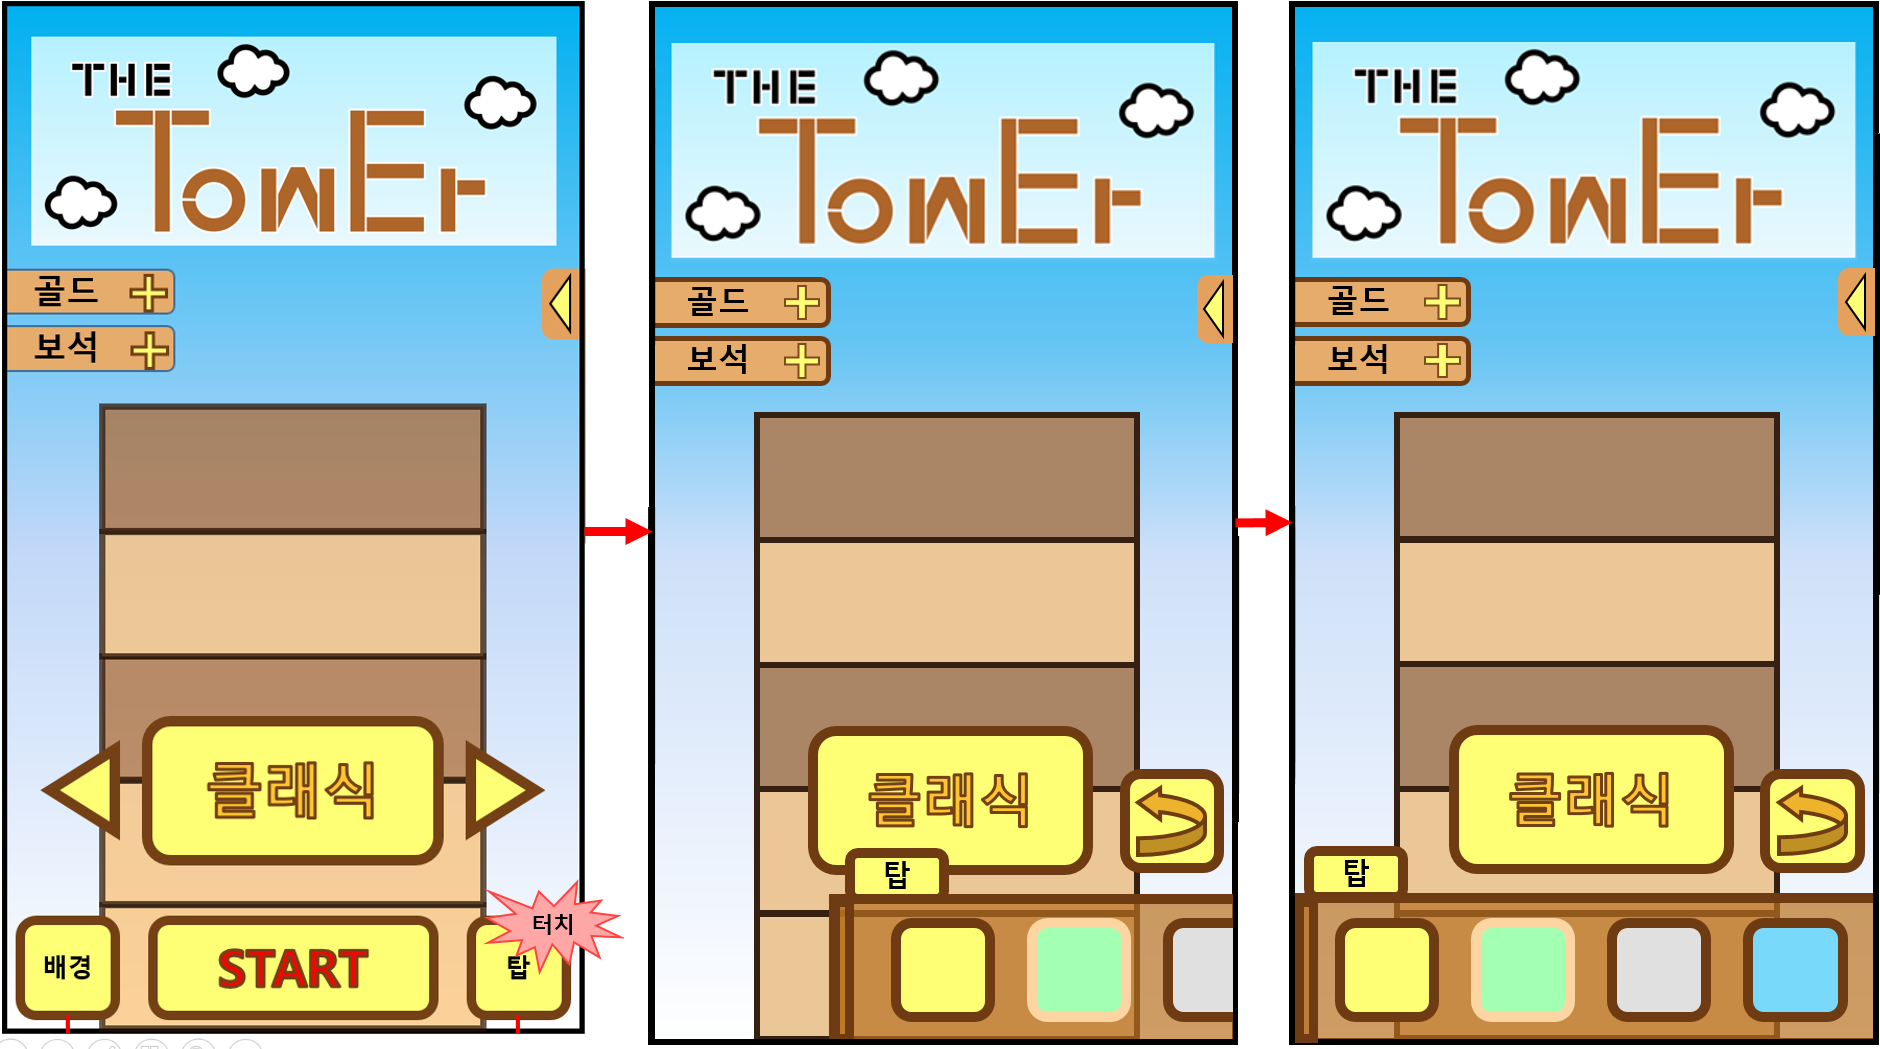 THE
TowEr
골드
보석
클래식
배경
START
탑
터치
THE
TowEr
골드
보석
클래식
탑
THE
TowEr
골드
보석
클래식
탑